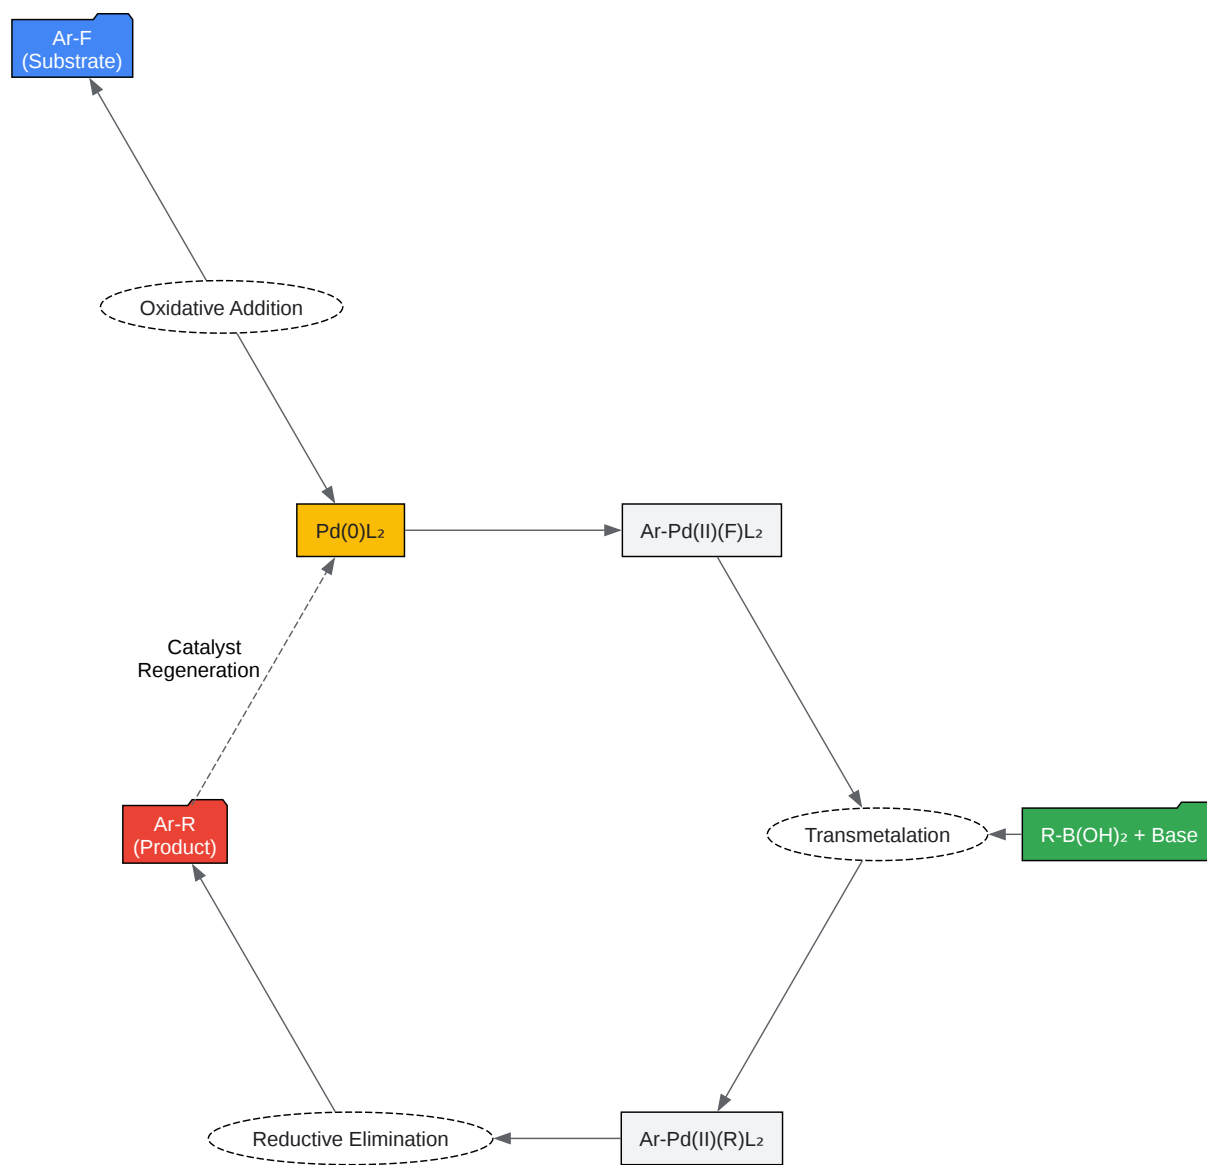 Ar-F
(Substrate)
Oxidative Addition
Pd(0)L₂
Ar-Pd(II)(F)L₂
Catalyst
Regeneration
Ar-R
(Product)
Transmetalation
R-B(OH)₂ + Base
Reductive Elimination
Ar-Pd(II)(R)L₂